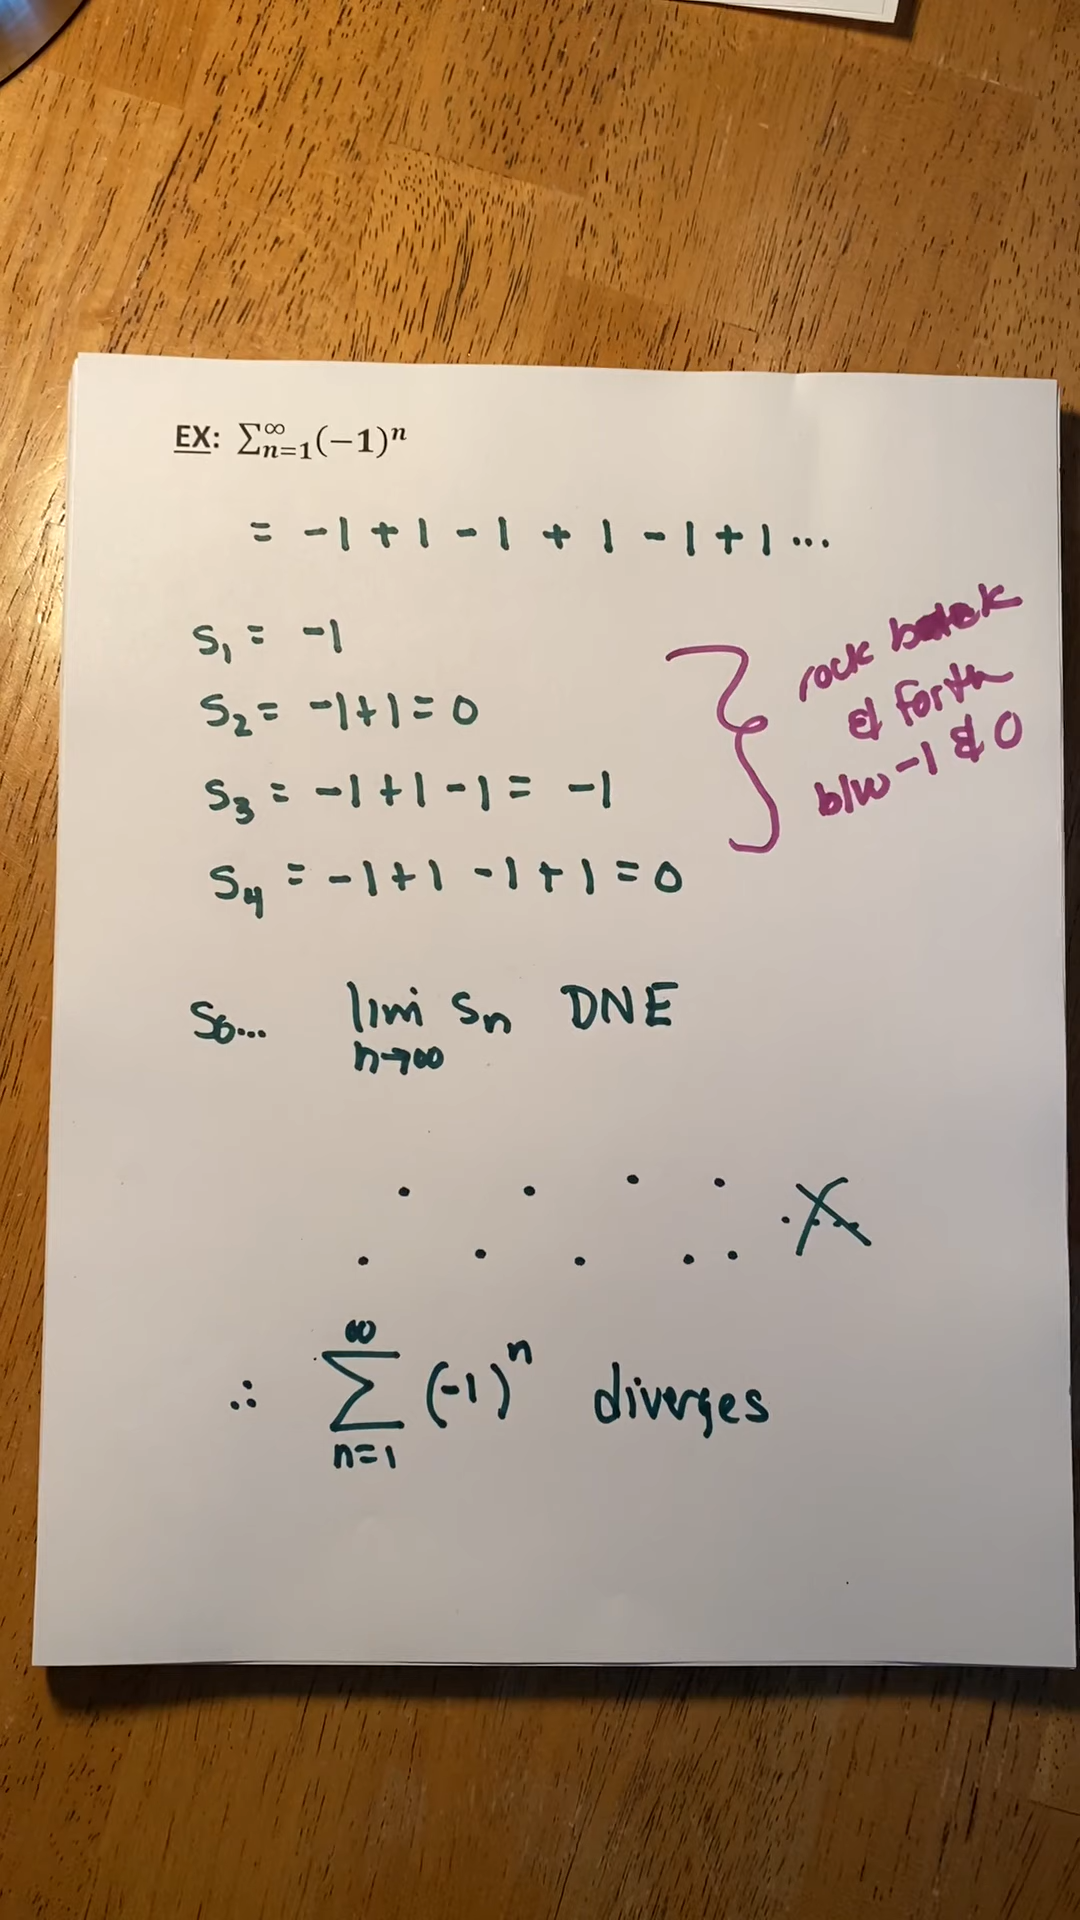 EX: ∑ₙ₌₁^∞(−1)ⁿ
= -1 + 1 - 1 + 1 - 1 + 1 ...
S₁ = -1
S₂ = -1+1 = 0
S₃ = -1+1-1 = -1
S₄ = -1+1-1+1 = 0
rock back
& forth
b/w -1 & 0
So... lim Sₙ DNE
n→∞
∞
∴ ∑ (-1)ⁿ diverges
n=1